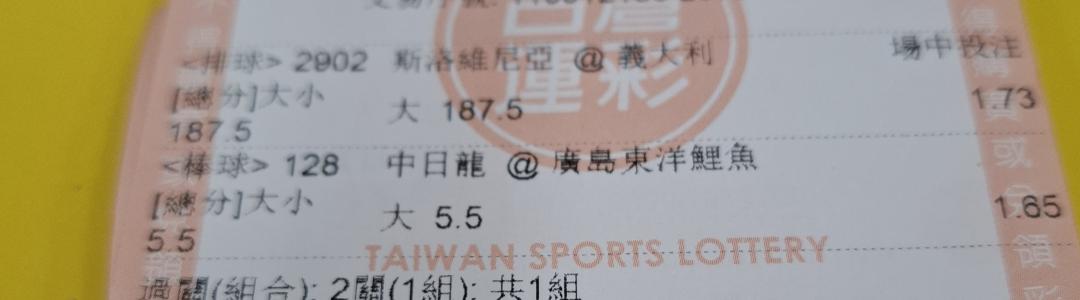 <排球> 2902 斯洛維尼亞 @ 義大利 場中投注
[總分]大小 大 187.5 1.73
187.5
<棒球> 128 中日龍 @ 廣島東洋鯉魚
[總分]大小 大 5.5 1.65
5.5
TAIWAN SPORTS LOTTERY
過關(組合): 2關(1組); 共1組
運彩